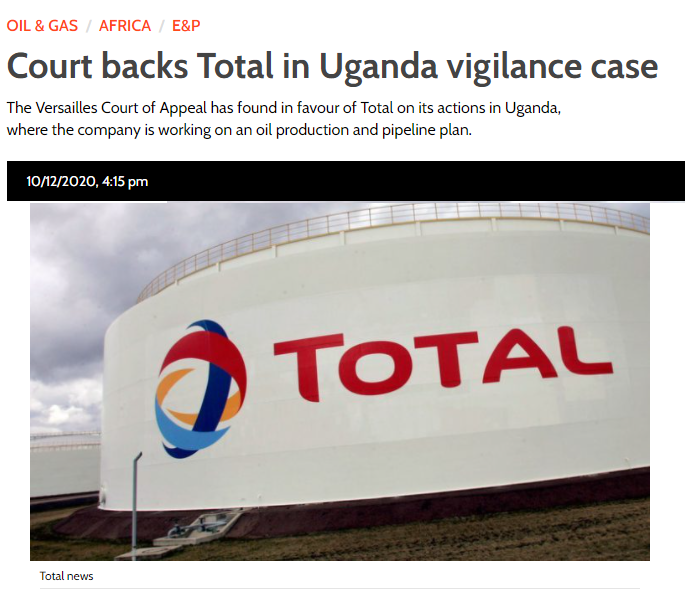 OIL & GAS / AFRICA / E&P
Court backs Total in Uganda vigilance case
The Versailles Court of Appeal has found in favour of Total on its actions in Uganda,
where the company is working on an oil production and pipeline plan.
10/12/2020, 4:15 pm
TOTAL
Total news